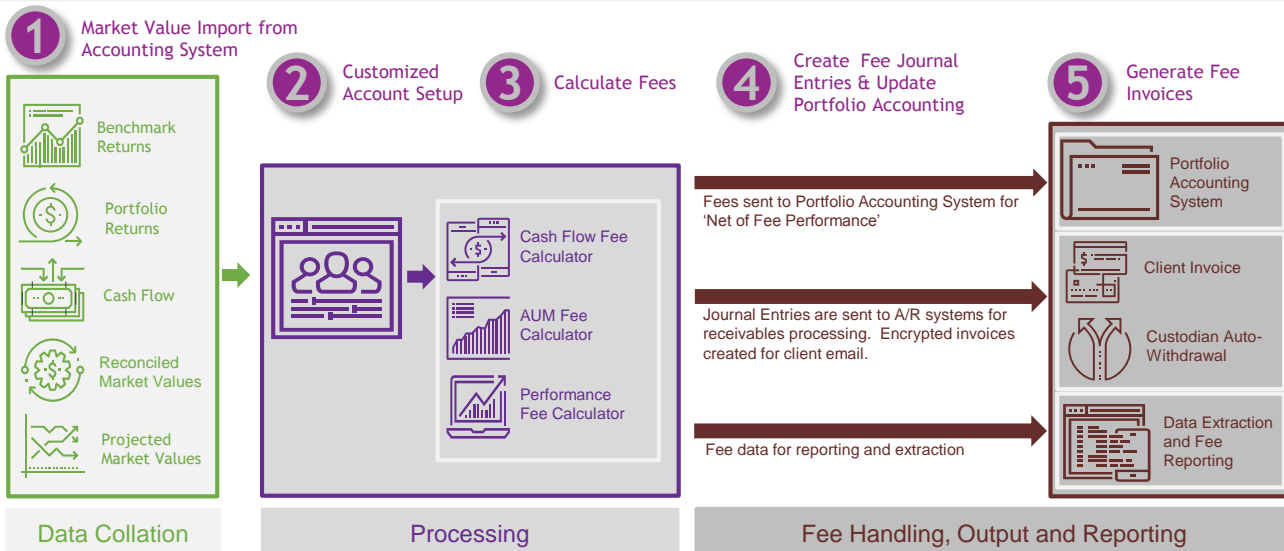 1
Market Value Import from
Accounting System
2
Customized
Account Setup
3
Calculate Fees
4
Create Fee Journal
Entries & Update
Portfolio Accounting
5
Generate Fee
Invoices
Benchmark
Returns
Portfolio
Returns
Cash Flow
Reconciled
Market Values
Projected
Market Values
Cash Flow Fee
Calculator
AUM Fee
Calculator
Performance
Fee Calculator
Fees sent to Portfolio Accounting System for
‘Net of Fee Performance’
Journal Entries are sent to A/R systems for
receivables processing. Encrypted invoices
created for client email.
Fee data for reporting and extraction
Portfolio
Accounting
System
Client Invoice
Custodian Auto-
Withdrawal
Data Extraction
and Fee
Reporting
Data Collation
Processing
Fee Handling, Output and Reporting